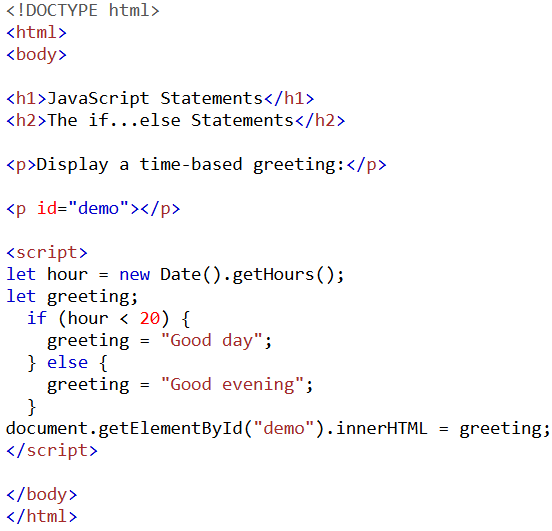 <!DOCTYPE html>
<html>
<body>

<h1>JavaScript Statements</h1>
<h2>The if...else Statements</h2>

<p>Display a time-based greeting:</p>

<p id="demo"></p>

<script>
let hour = new Date().getHours();
let greeting;
  if (hour < 20) {
    greeting = "Good day";
  } else {
    greeting = "Good evening";
  }
document.getElementById("demo").innerHTML = greeting;
</script>

</body>
</html>